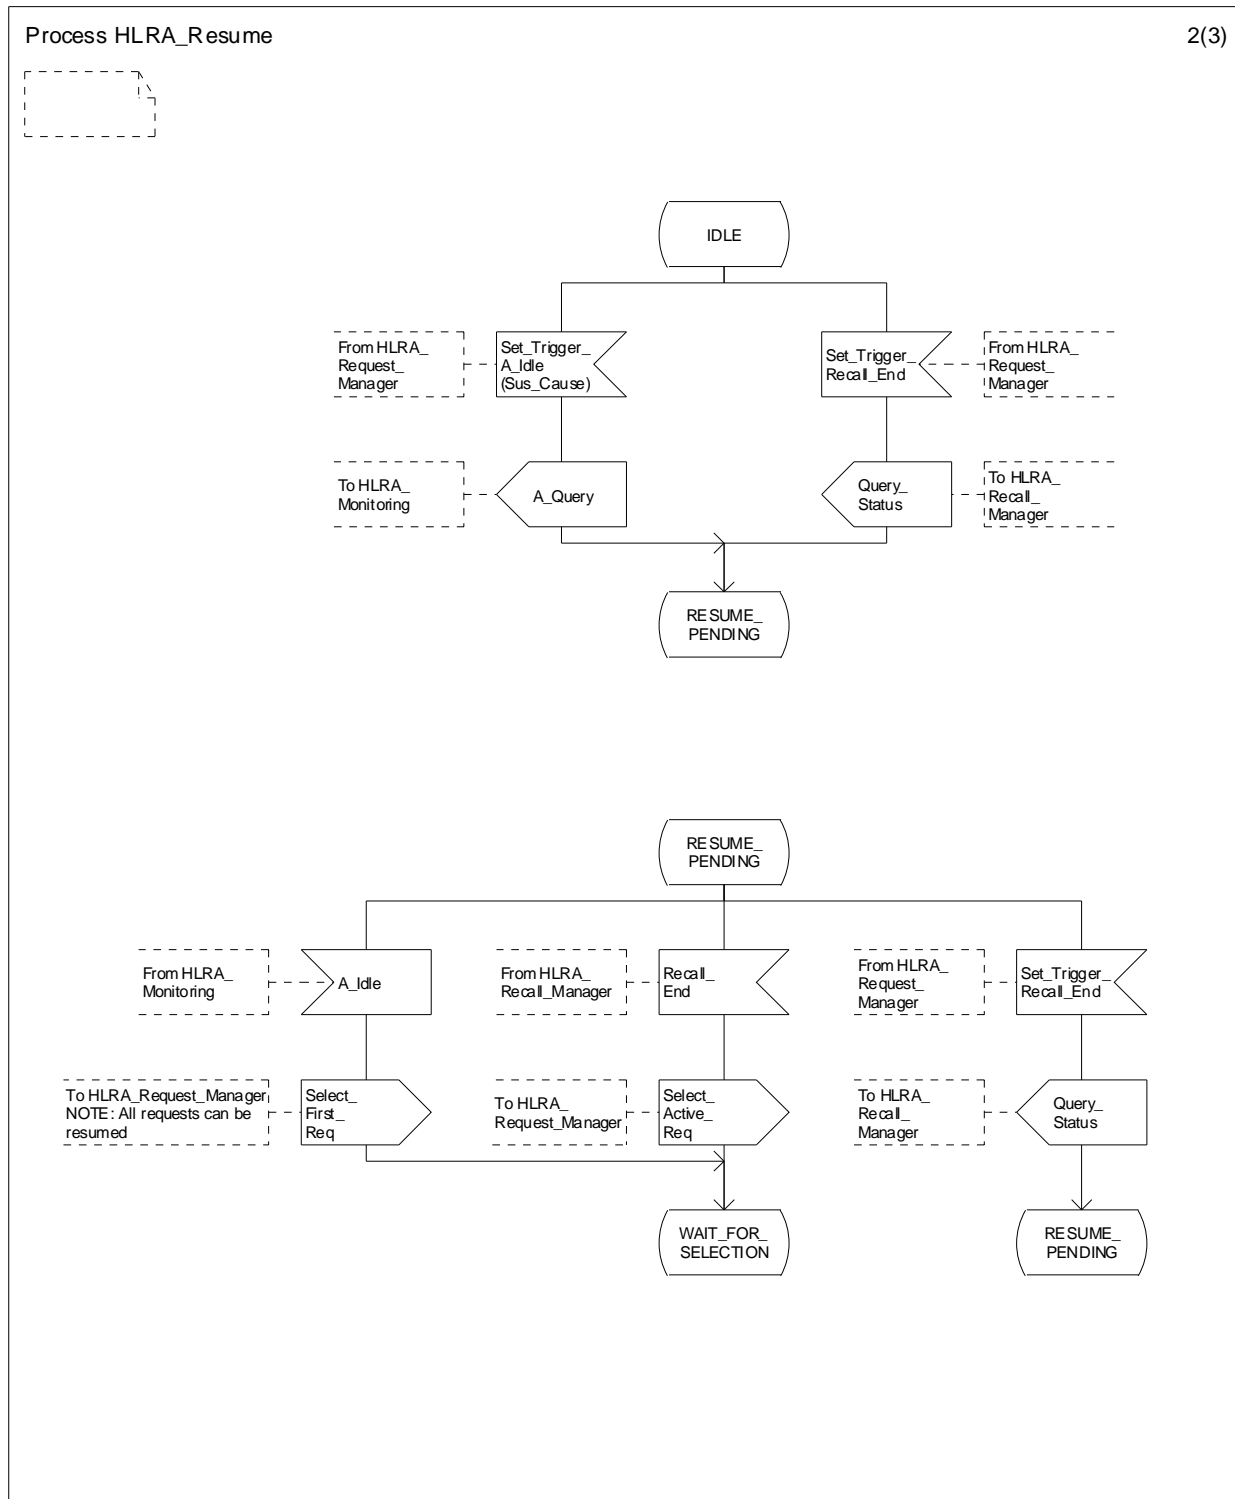 Process HLRA_Resume
2(3)
IDLE
From HLRA_
Request_
Manager
Set_Trigger_
A_Idle
(Sus_Cause)
Set_Trigger_
Recall_End
From HLRA_
Request_
Manager
To HLRA_
Monitoring
A_Query
Query_
Status
To HLRA_
Recall_
Manager
RESUME_
PENDING
RESUME_
PENDING
From HLRA_
Monitoring
A_Idle
From HLRA_
Recall_Manager
Recall_
End
From HLRA_
Request_
Manager
Set_Trigger_
Recall_End
To HLRA_Request_Manager
NOTE: All requests can be
resumed
Select_
First_
Req
To HLRA_
Request_Manager
Select_
Active_
Req
To HLRA_
Recall_
Manager
Query_
Status
WAIT_FOR_
SELECTION
RESUME_
PENDING